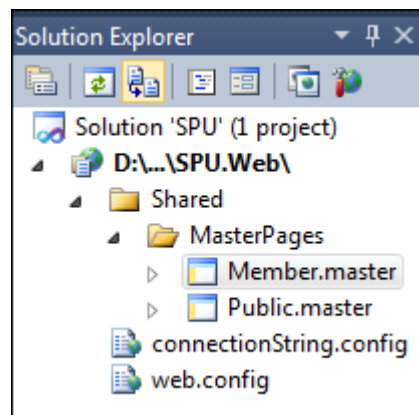 Solution Explorer
Solution 'SPU' (1 project)
D:\...\SPU.Web\
Shared
MasterPages
Member.master
Public.master
connectionString.config
web.config